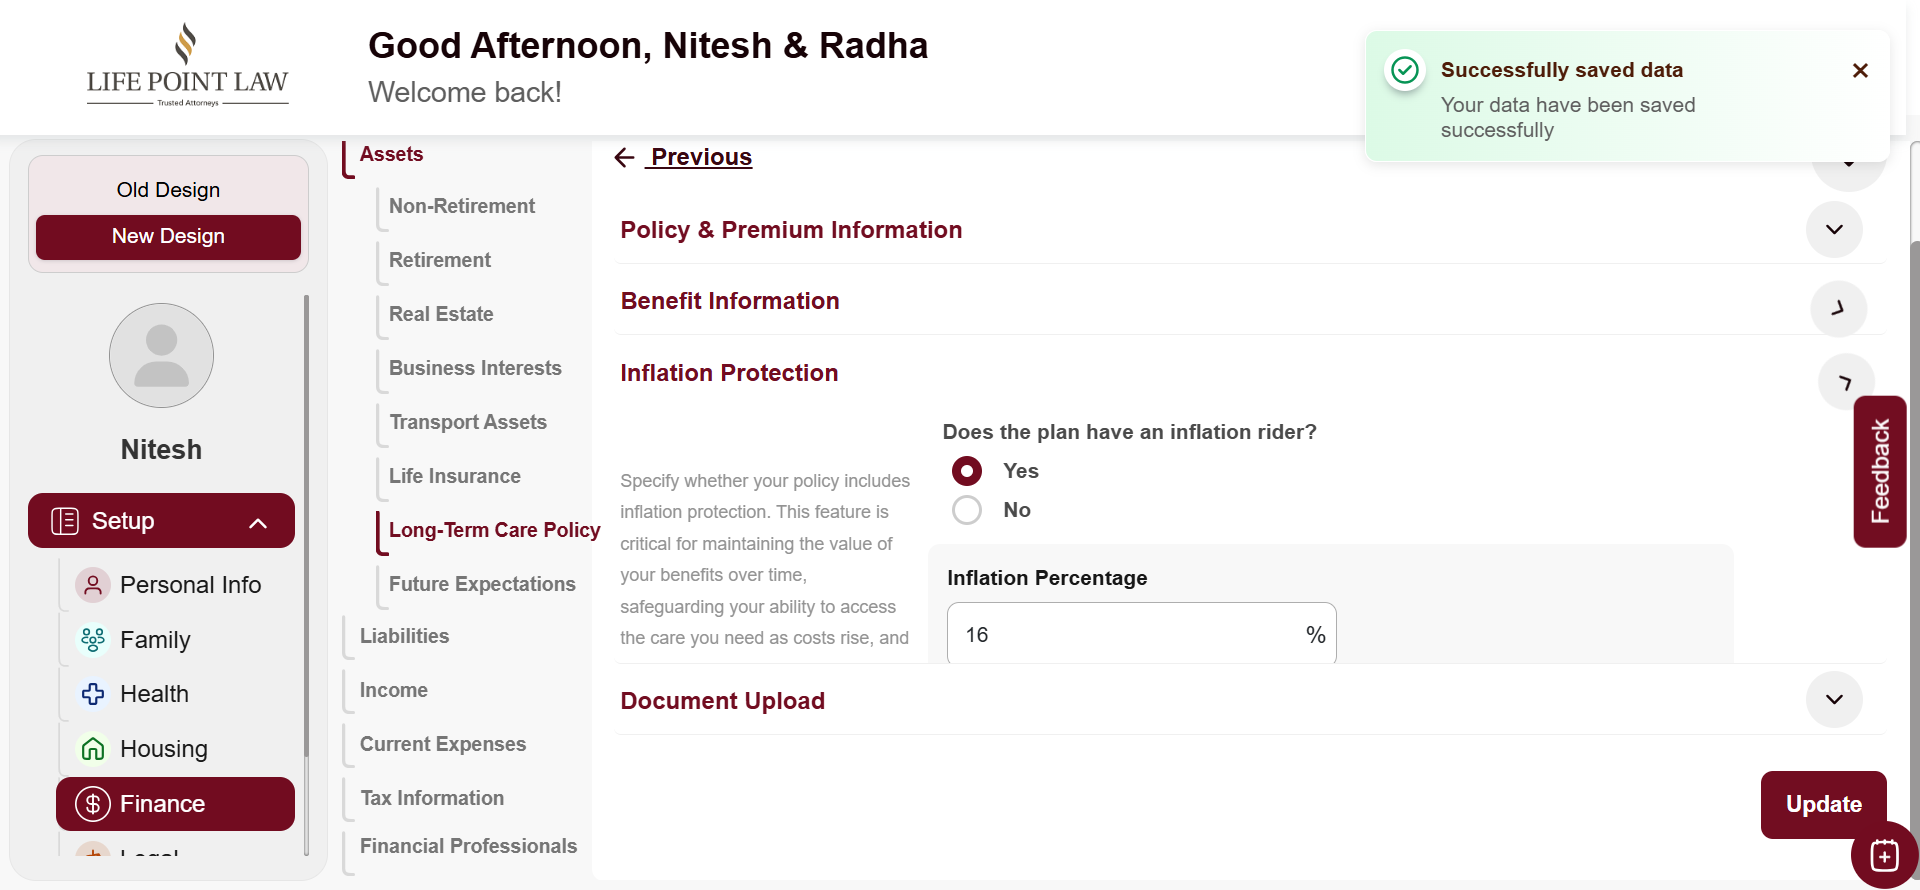 LIFE POINT LAW
Trusted Attorneys
Good Afternoon, Nitesh & Radha
Welcome back!
Successfully saved data
Your data have been saved
successfully
Old Design
New Design
Nitesh
Setup
Personal Info
Family
Health
Housing
Finance
Legal
Assets
Non-Retirement
Retirement
Real Estate
Business Interests
Transport Assets
Life Insurance
Long-Term Care Policy
Future Expectations
Liabilities
Income
Current Expenses
Tax Information
Financial Professionals
Previous
Policy & Premium Information
Benefit Information
Inflation Protection
Specify whether your policy includes
inflation protection. This feature is
critical for maintaining the value of
your benefits over time,
safeguarding your ability to access
the care you need as costs rise, and
Does the plan have an inflation rider?
Yes
No
Inflation Percentage
16 %
Document Upload
Update
Feedback